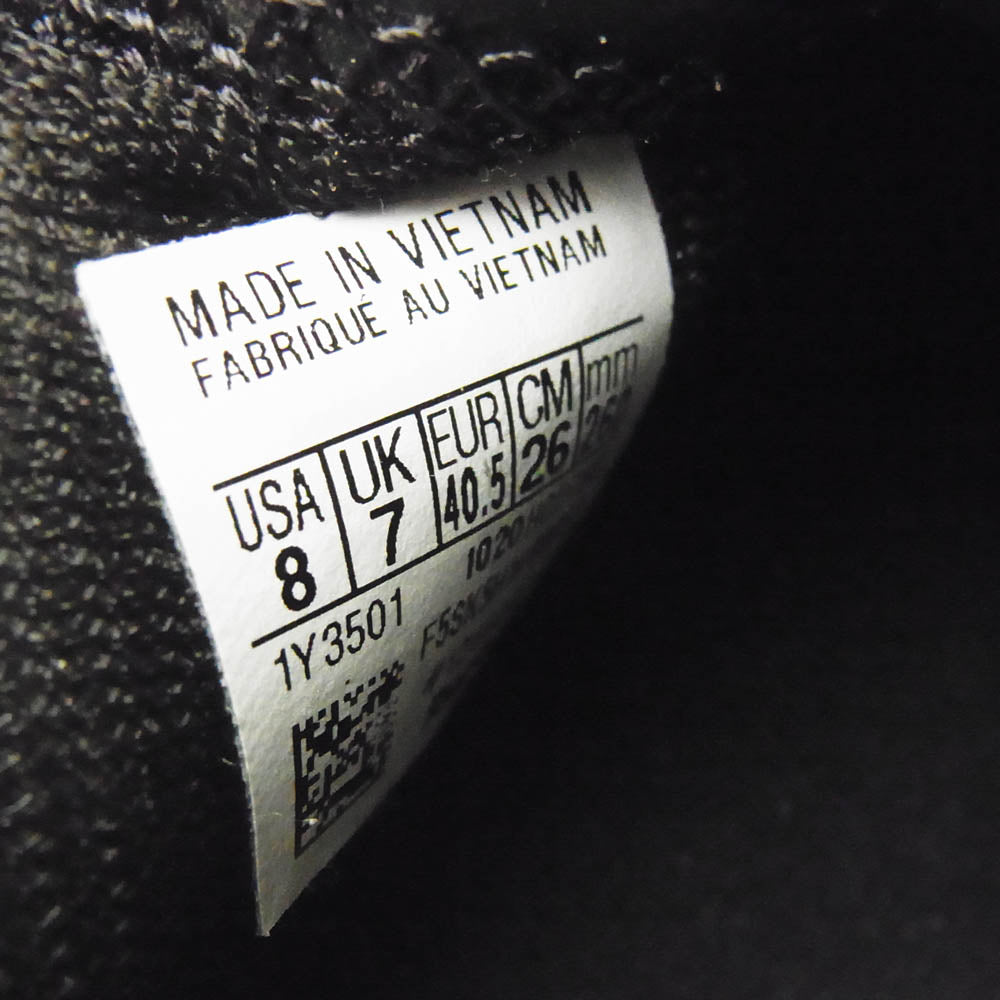 MADE IN VIETNAM
FABRIQUÉ AU VIETNAM
USA UK EUR CM mm
8 7 40.5 26
1Y3501